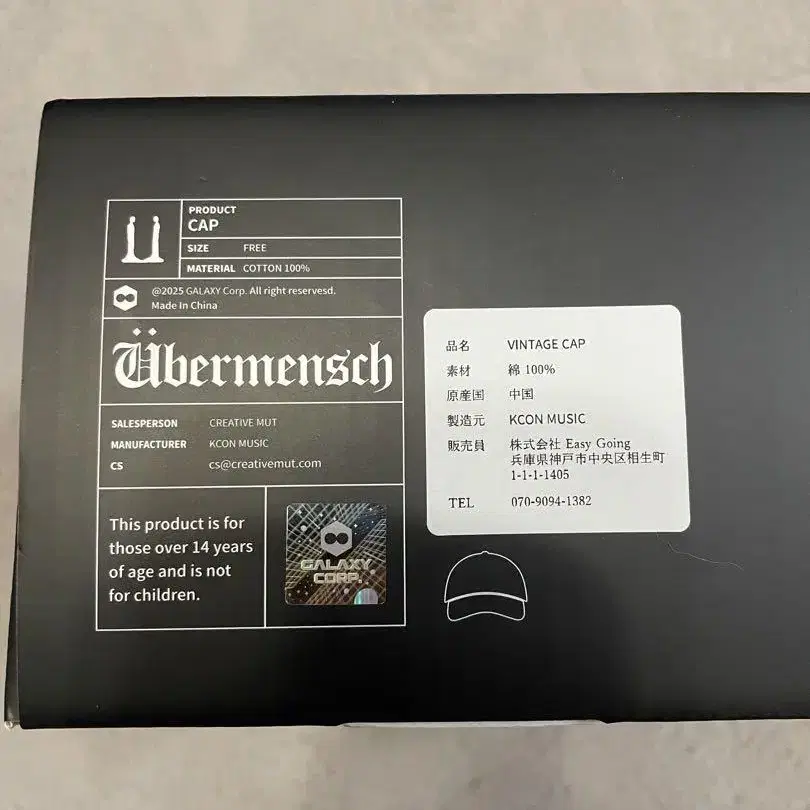 PRODUCT
CAP
SIZE FREE
MATERIAL COTTON 100%
@2025 GALAXY Corp. All right reservesd.
Made In China
Übermensch
SALESPERSON CREATIVE MUT
MANUFACTURER KCON MUSIC
CS cs@creativemut.com
This product is for
those over 14 years
of age and is not
for children.
GALAXY
CORP.
品名 VINTAGE CAP
素材 綿 100%
原産国 中国
製造元 KCON MUSIC
販売員 株式会社 Easy Going
兵庫県神戸市中央区相生町
1-1-1-1405
TEL 070-9094-1382